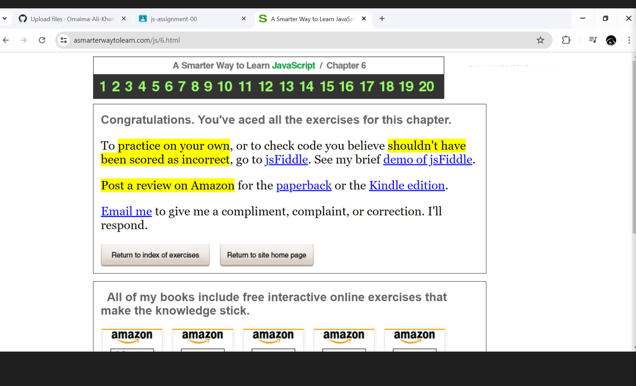 Upload files · Omaima-Ali-Khan
js-assignment-00
A Smarter Way to Learn JavaSc
asmarterwaytolearn.com/js/6.html
A Smarter Way to Learn JavaScript / Chapter 6
1 2 3 4 5 6 7 8 9 10 11 12 13 14 15 16 17 18 19 20
Congratulations. You've aced all the exercises for this chapter.
To practice on your own, or to check code you believe shouldn't have
been scored as incorrect, go to jsFiddle. See my brief demo of jsFiddle.
Post a review on Amazon for the paperback or the Kindle edition.
Email me to give me a compliment, complaint, or correction. I'll
respond.
Return to index of exercises Return to site home page
All of my books include free interactive online exercises that
make the knowledge stick.
amazon amazon amazon amazon amazon